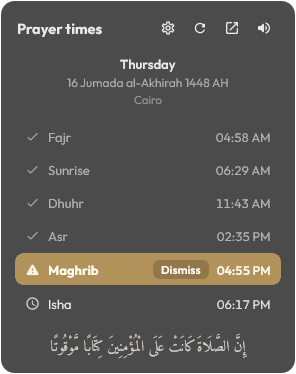 Prayer times
Thursday
16 Jumada al-Akhirah 1448 AH
Cairo
Fajr 04:58 AM
Sunrise 06:29 AM
Dhuhr 11:43 AM
Asr 02:35 PM
Maghrib Dismiss 04:55 PM
Isha 06:17 PM
إِنَّ الصَّلَاةَ كَانَتْ عَلَى الْمُؤْمِنِينَ كِتَابًا مَّوْقُوتًا